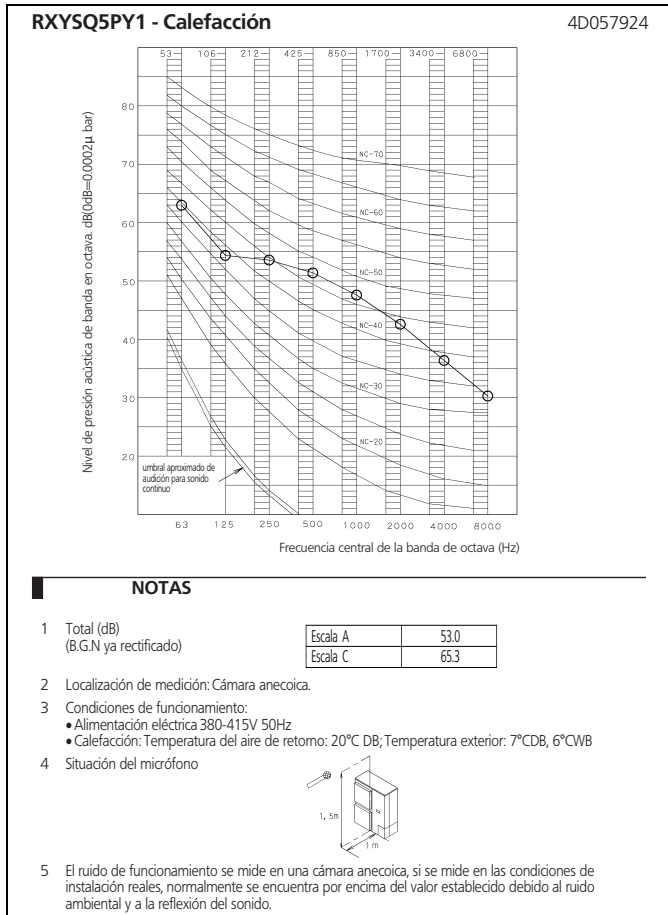 RXYSQ5PY1 - Calefacción
4D057924
53 106 212 425 850 1700 3400 6800
80
70
60
50
40
30
20
NC-70
NC-60
NC-50
NC-40
NC-30
NC-20
Nivel de presión acústica de banda en octava. dB(0dB=0.0002µ bar)
umbral aproximado de
audición para sonido
continuo
63 125 250 500 1000 2000 4000 8000
Frecuencia central de la banda de octava (Hz)
NOTAS
1 Total (dB)
(B.G.N ya rectificado)
Escala A 53.0
Escala C 65.3
2 Localización de medición: Cámara anecoica.
3 Condiciones de funcionamiento:
• Alimentación eléctrica 380-415V 50Hz
• Calefacción: Temperatura del aire de retorno: 20°C DB; Temperatura exterior: 7°CDB, 6°CWB
4 Situación del micrófono
1,5m
1m
5 El ruido de funcionamiento se mide en una cámara anecoica, si se mide en las condiciones de
instalación reales, normalmente se encuentra por encima del valor establecido debido al ruido
ambiental y a la reflexión del sonido.